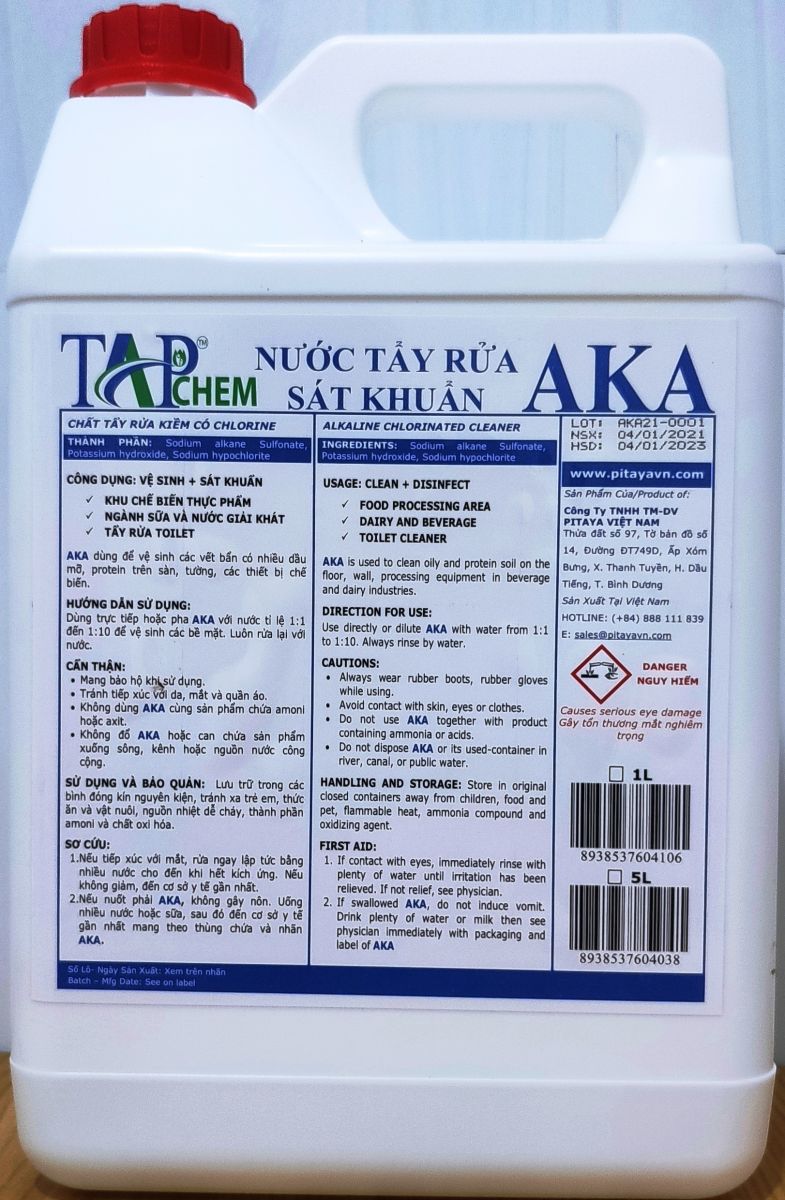 TAPCHEM™
NƯỚC TẨY RỬA
SÁT KHUẨN
AKA
CHẤT TẨY RỬA KIỀM CÓ CHLORINE
THÀNH PHẦN: Sodium alkane Sulfonate,
Potassium hydroxide, Sodium hypochlorite
CÔNG DỤNG: VỆ SINH + SÁT KHUẨN
✓ KHU CHẾ BIẾN THỰC PHẨM
✓ NGÀNH SỮA VÀ NƯỚC GIẢI KHÁT
✓ TẨY RỬA TOILET
AKA dùng để vệ sinh các vết bẩn có nhiều dầu
mỡ, protein trên sàn, tường, các thiết bị chế
biến.
HƯỚNG DẪN SỬ DỤNG:
Dùng trực tiếp hoặc pha AKA với nước tỉ lệ 1:1
đến 1:10 để vệ sinh các bề mặt. Luôn rửa lại với
nước.
CẨN THẬN:
• Mang bảo hộ khi sử dụng.
• Tránh tiếp xúc với da, mắt và quần áo.
• Không dùng AKA cùng sản phẩm chứa amoni
hoặc axit.
• Không đổ AKA hoặc can chứa sản phẩm
xuống sông, kênh hoặc nguồn nước công
cộng.
SỬ DỤNG VÀ BẢO QUẢN: Lưu trữ trong các
bình đóng kín nguyên kiện, tránh xa trẻ em, thức
ăn và vật nuôi, nguồn nhiệt dễ cháy, thành phần
amoni và chất oxi hóa.
SƠ CỨU:
1.Nếu tiếp xúc với mắt, rửa ngay lập tức bằng
nhiều nước cho đến khi hết kích ứng. Nếu
không giảm, đến cơ sở y tế gần nhất.
2.Nếu nuốt phải AKA, không gây nôn. Uống
nhiều nước hoặc sữa, sau đó đến cơ sở y tế
gần nhất mang theo thùng chứa và nhãn
AKA.
Số Lô- Ngày Sản Xuất: Xem trên nhãn
Batch – Mfg Date: See on label
ALKALINE CHLORINATED CLEANER
INGREDIENTS: Sodium alkane Sulfonate,
Potassium hydroxide, Sodium hypochlorite
USAGE: CLEAN + DISINFECT
✓ FOOD PROCESSING AREA
✓ DAIRY AND BEVERAGE
✓ TOILET CLEANER
AKA is used to clean oily and protein soil on the
floor, wall, processing equipment in beverage
and dairy industries.
DIRECTION FOR USE:
Use directly or dilute AKA with water from 1:1
to 1:10. Always rinse by water.
CAUTIONS:
• Always wear rubber boots, rubber gloves
while using.
• Avoid contact with skin, eyes or clothes.
• Do not use AKA together with product
containing ammonia or acids.
• Do not dispose AKA or its used-container in
river, canal, or public water.
HANDLING AND STORAGE: Store in original
closed containers away from children, food and
pet, flammable heat, ammonia compound and
oxidizing agent.
FIRST AID:
1. If contact with eyes, immediately rinse with
plenty of water until irritation has been
relieved. If not relief, see physician.
2. If swallowed AKA, do not induce vomit.
Drink plenty of water or milk then see
physician immediately with packaging and
label of AKA
LOT: AKA21-0001
NSX: 04/01/2021
HSD: 04/01/2023
www.pitayavn.com
Sản Phẩm Của/Product of:
Công Ty TNHH TM-DV
PITAYA VIỆT NAM
Thửa đất số 97, Tờ bản đồ số
14, Đường ĐT749D, Ấp Xóm
Bưng, X. Thanh Tuyền, H. Dầu
Tiếng, T. Bình Dương
Sản Xuất Tại Việt Nam
HOTLINE: (+84) 888 111 839
E: sales@pitayavn.com
DANGER
NGUY HIỂM
Causes serious eye damage
Gây tổn thương mắt nghiêm
trọng
☐ 1L
8938537604106
☐ 5L
8938537604038